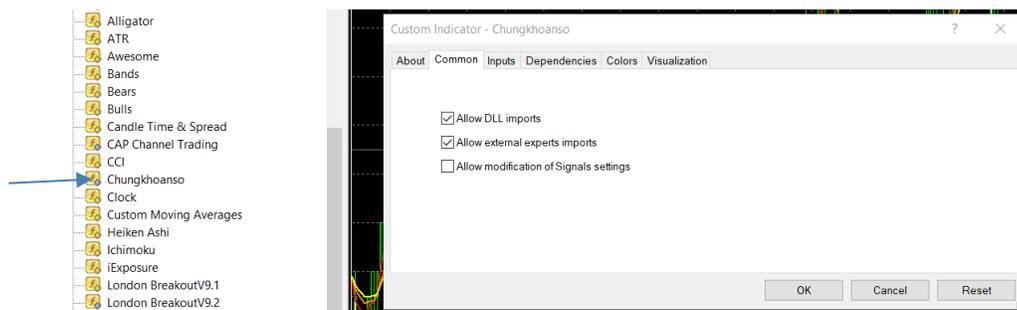 Alligator
ATR
Awesome
Bands
Bears
Bulls
Candle Time & Spread
CAP Channel Trading
CCI
Chungkhoanso
Clock
Custom Moving Averages
Heiken Ashi
Ichimoku
iExposure
London BreakoutV9.1
London BreakoutV9.2
Custom Indicator - Chungkhoanso
About Common Inputs Dependencies Colors Visualization
Allow DLL imports
Allow external experts imports
Allow modification of Signals settings
OK Cancel Reset